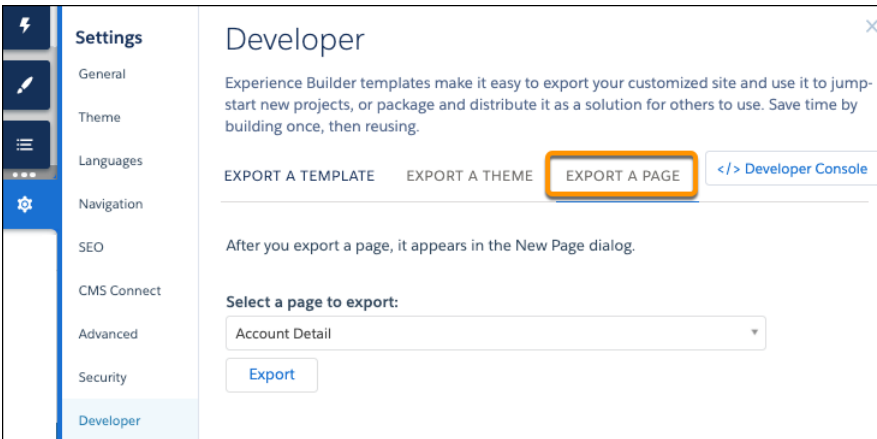 Settings
General
Theme
Languages
Navigation
SEO
CMS Connect
Advanced
Security
Developer
Developer
Experience Builder templates make it easy to export your customized site and use it to jump-
start new projects, or package and distribute it as a solution for others to use. Save time by
building once, then reusing.
EXPORT A TEMPLATE EXPORT A THEME EXPORT A PAGE </> Developer Console
After you export a page, it appears in the New Page dialog.
Select a page to export:
Account Detail
Export